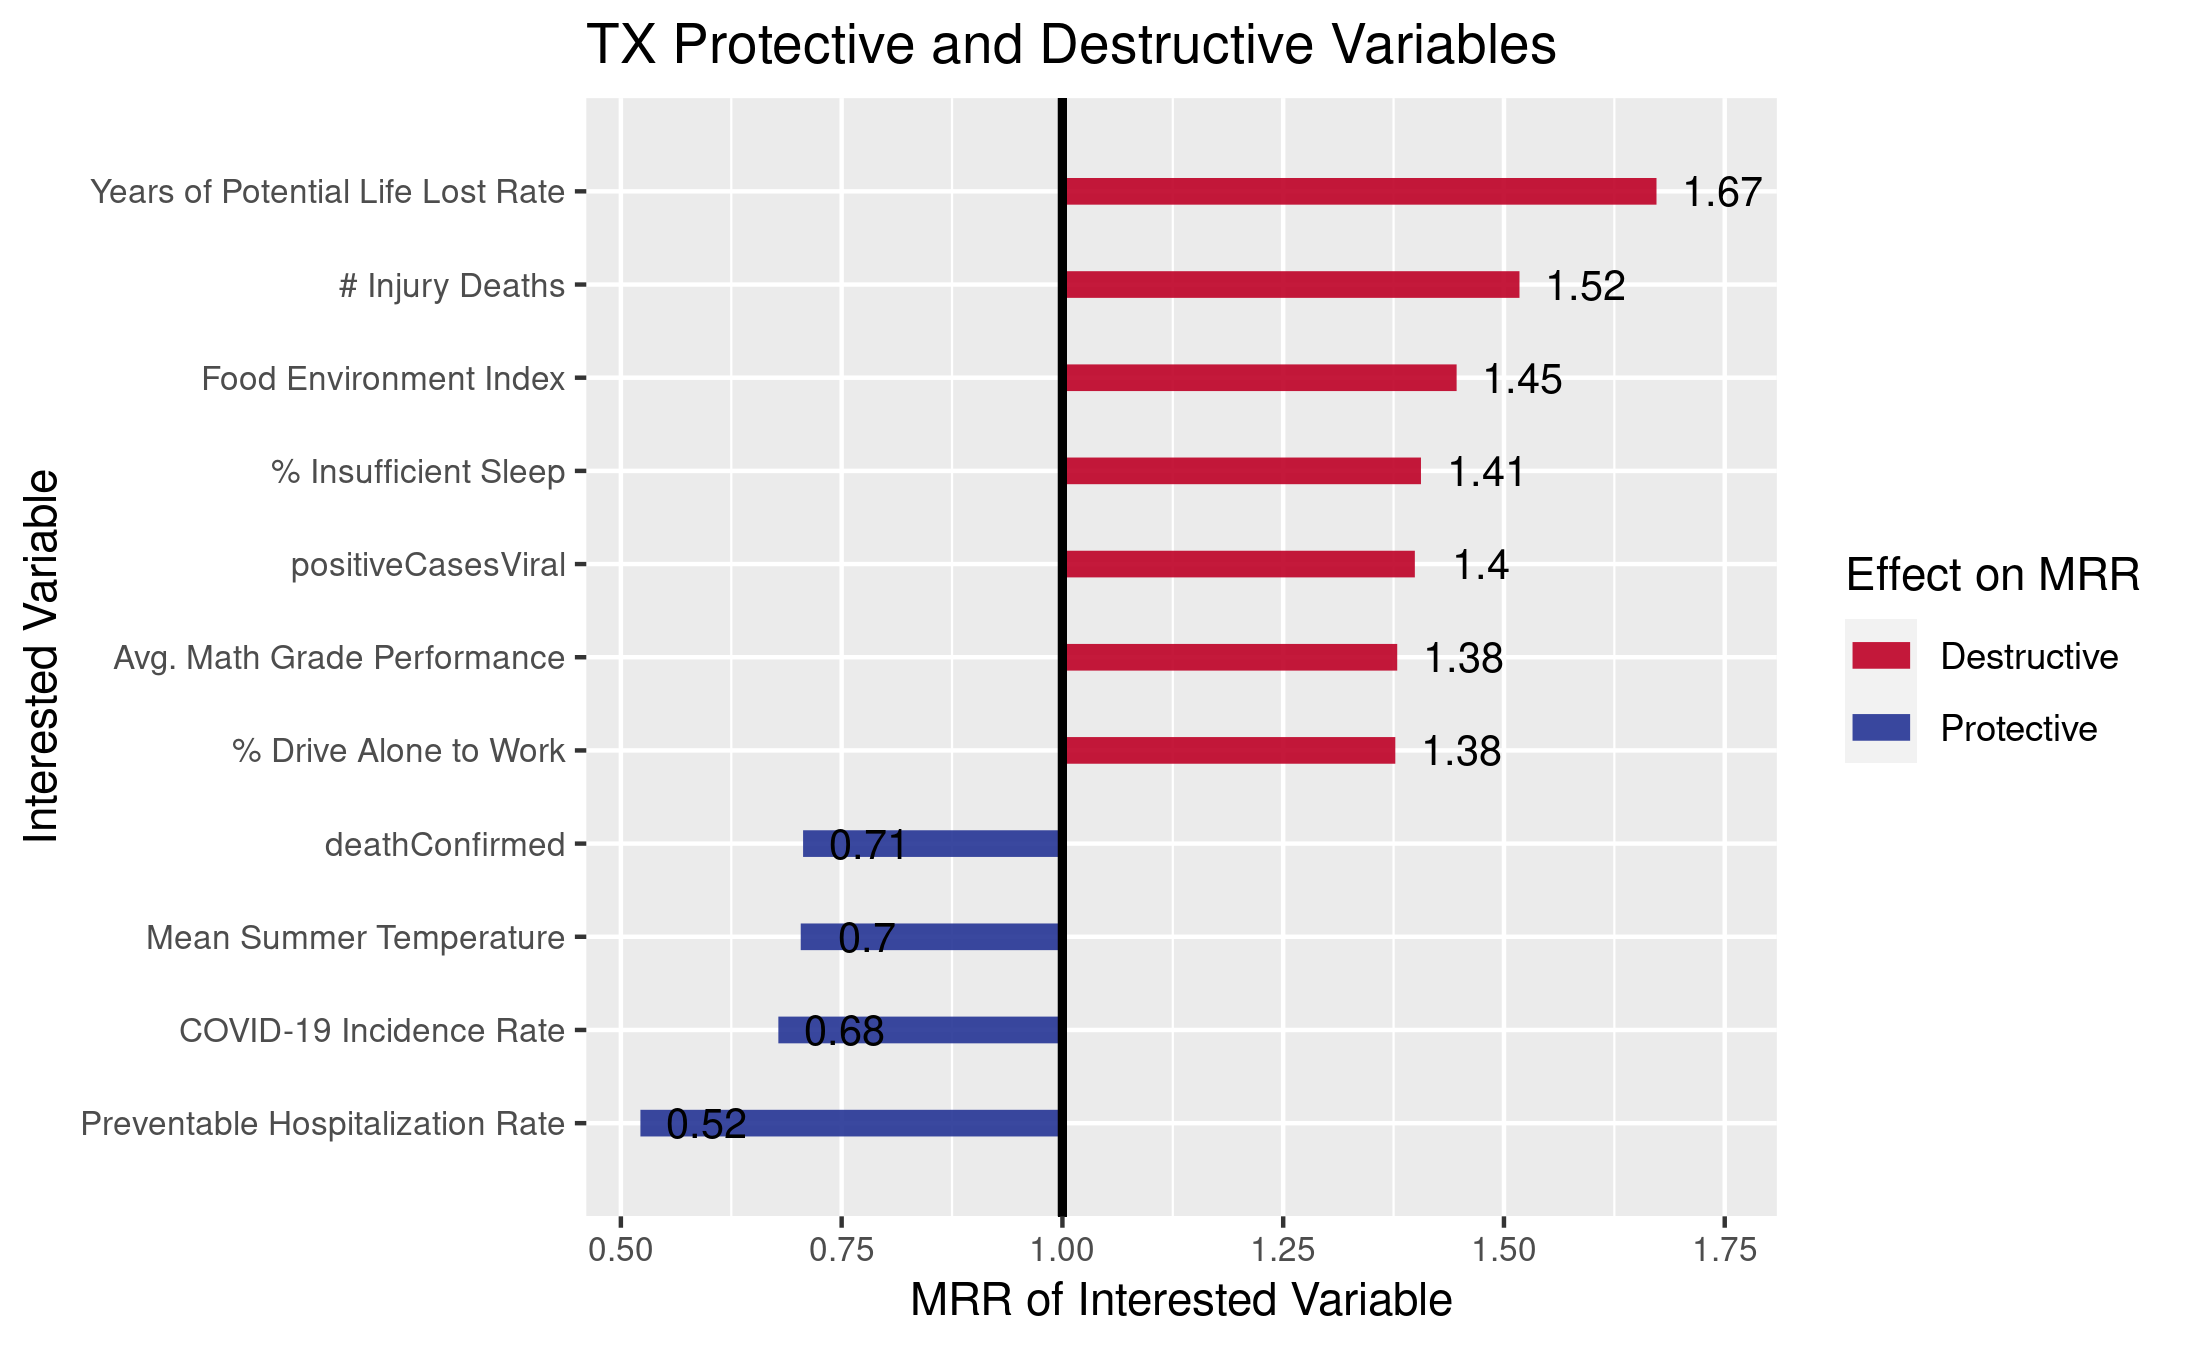 TX Protective and Destructive Variables
Interested Variable
Years of Potential Life Lost Rate
1.67
# Injury Deaths
1.52
Food Environment Index
1.45
% Insufficient Sleep
1.41
positiveCasesViral
1.4
Avg. Math Grade Performance
1.38
% Drive Alone to Work
1.38
deathConfirmed
0.71
Mean Summer Temperature
0.7
COVID-19 Incidence Rate
0.68
Preventable Hospitalization Rate
0.52
0.50 0.75 1.00 1.25 1.50 1.75
MRR of Interested Variable
Effect on MRR
Destructive
Protective